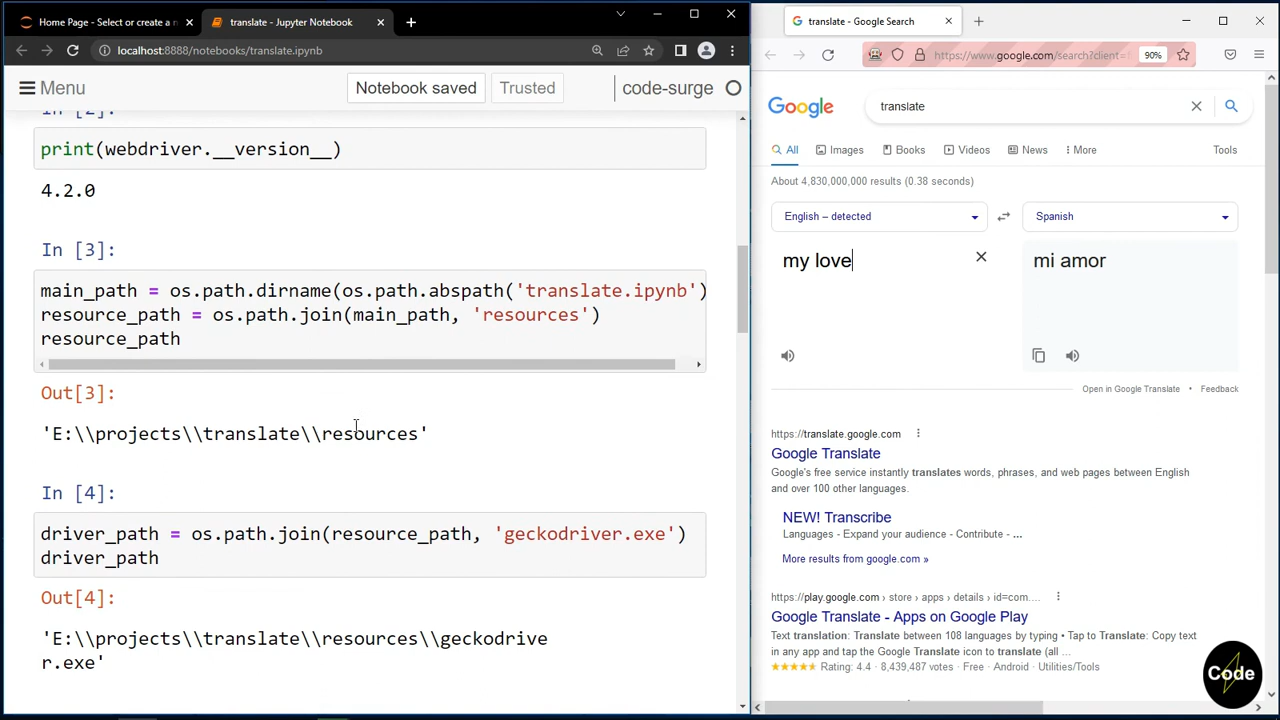 Home Page - Select or create a n
translate - Jupyter Notebook
localhost:8888/notebooks/translate.ipynb
Menu
Notebook saved
Trusted
code-surge
In [2]:
print(webdriver.__version__)
4.2.0
In [3]:
main_path = os.path.dirname(os.path.abspath('translate.ipynb')
resource_path = os.path.join(main_path, 'resources')
resource_path
Out[3]:
'E:\\projects\\translate\\resources'
In [4]:
driver_path = os.path.join(resource_path, 'geckodriver.exe')
driver_path
Out[4]:
'E:\\projects\\translate\\resources\\geckodrive
r.exe'
translate - Google Search
https://www.google.com/search?client=
90%
Google
translate
All
Images
Books
Videos
News
More
Tools
About 4,830,000,000 results (0.38 seconds)
English – detected
Spanish
my love
mi amor
Open in Google Translate • Feedback
https://translate.google.com
Google Translate
Google's free service instantly translates words, phrases, and web pages between English
and over 100 other languages.
NEW! Transcribe
Languages - Expand your audience - Contribute - ...
More results from google.com »
https://play.google.com › store › apps › details › id=com....
Google Translate - Apps on Google Play
Text translation: Translate between 108 languages by typing • Tap to Translate: Copy text
in any app and tap the Google Translate icon to translate (all ...
Rating: 4.4 · 8,439,487 votes · Free · Android · Utilities/Tools
Code